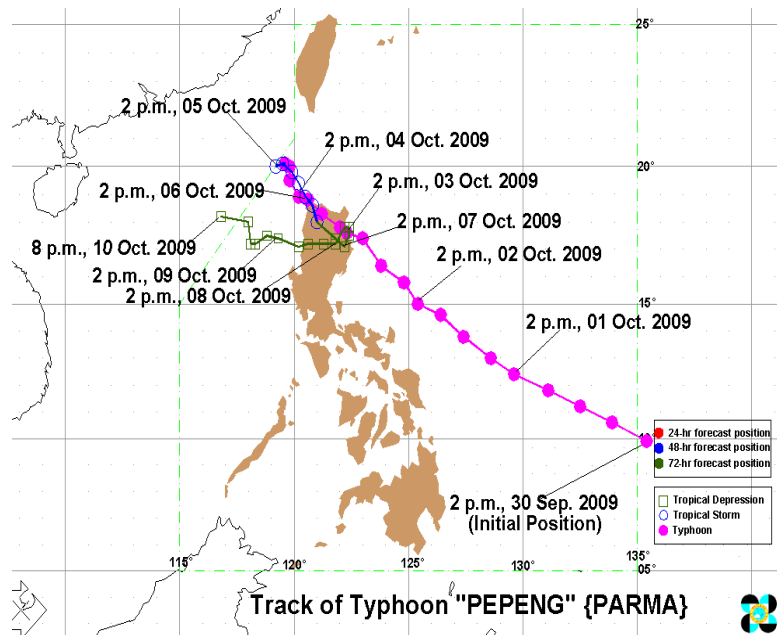 25°
2 p.m., 05 Oct. 2009
2 p.m., 04 Oct. 2009
20°
2 p.m., 06 Oct. 2009
2 p.m., 03 Oct. 2009
2 p.m., 07 Oct. 2009
8 p.m., 10 Oct. 2009
2 p.m., 02 Oct. 2009
2 p.m., 09 Oct. 2009
2 p.m., 08 Oct. 2009
15°
2 p.m., 01 Oct. 2009
24-hr forecast position
48-hr forecast position
72-hr forecast position
2 p.m., 30 Sep. 2009
(Initial Position)
Tropical Depression
Tropical Storm
Typhoon
115°
120°
125°
130°
135°
05°
Track of Typhoon "PEPENG" {PARMA}